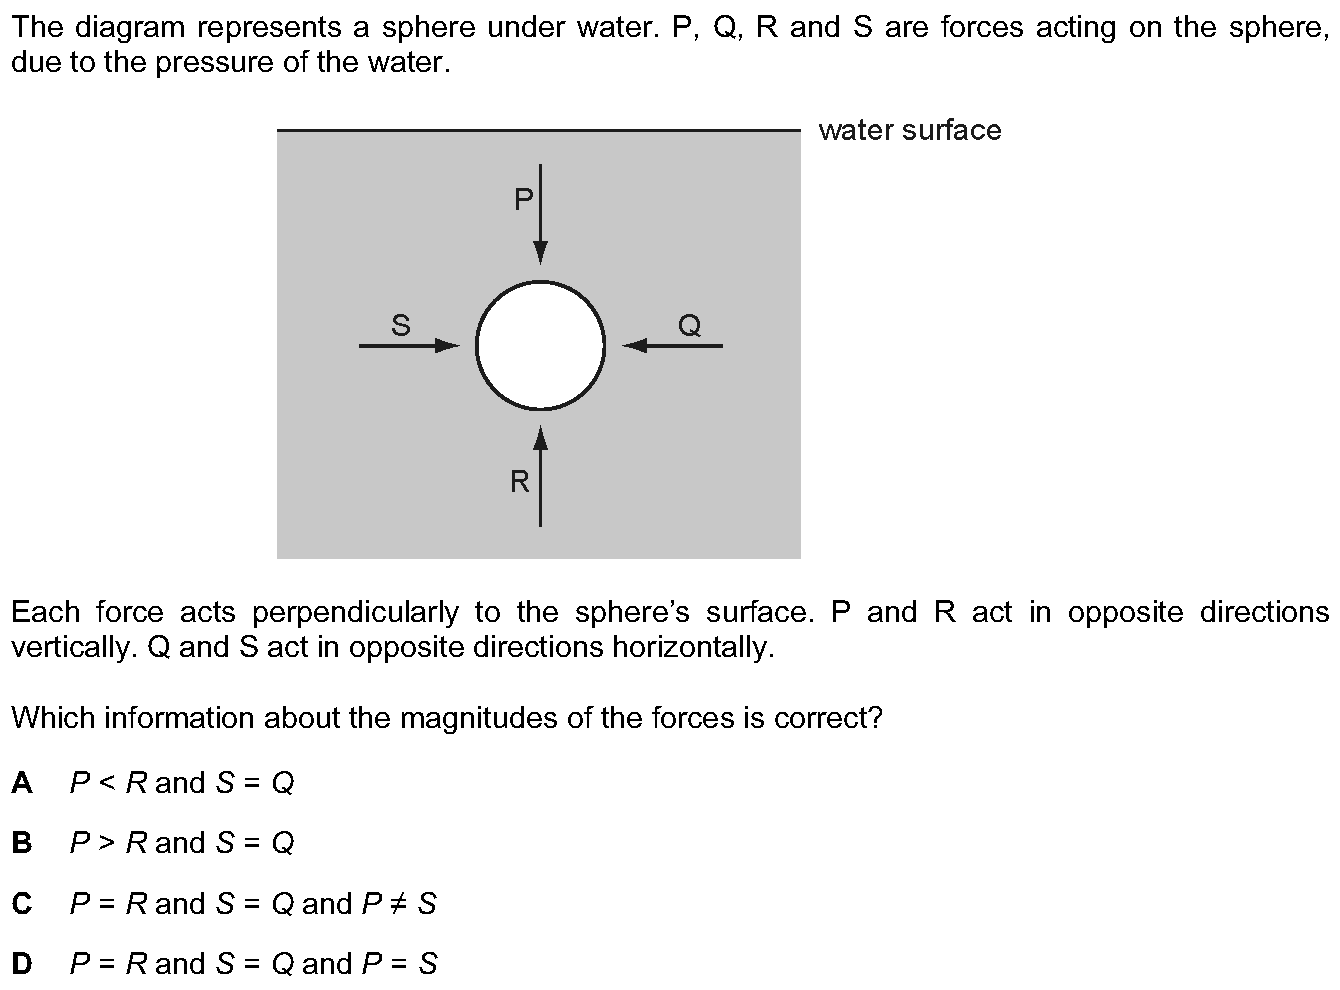 The diagram represents a sphere under water. P, Q, R and S are forces acting on the sphere,
due to the pressure of the water.
water surface
P
S
Q
R
Each force acts perpendicularly to the sphere's surface. P and R act in opposite directions
vertically. Q and S act in opposite directions horizontally.
Which information about the magnitudes of the forces is correct?
A P < R and S = Q
B P > R and S = Q
C P = R and S = Q and P ≠ S
D P = R and S = Q and P = S